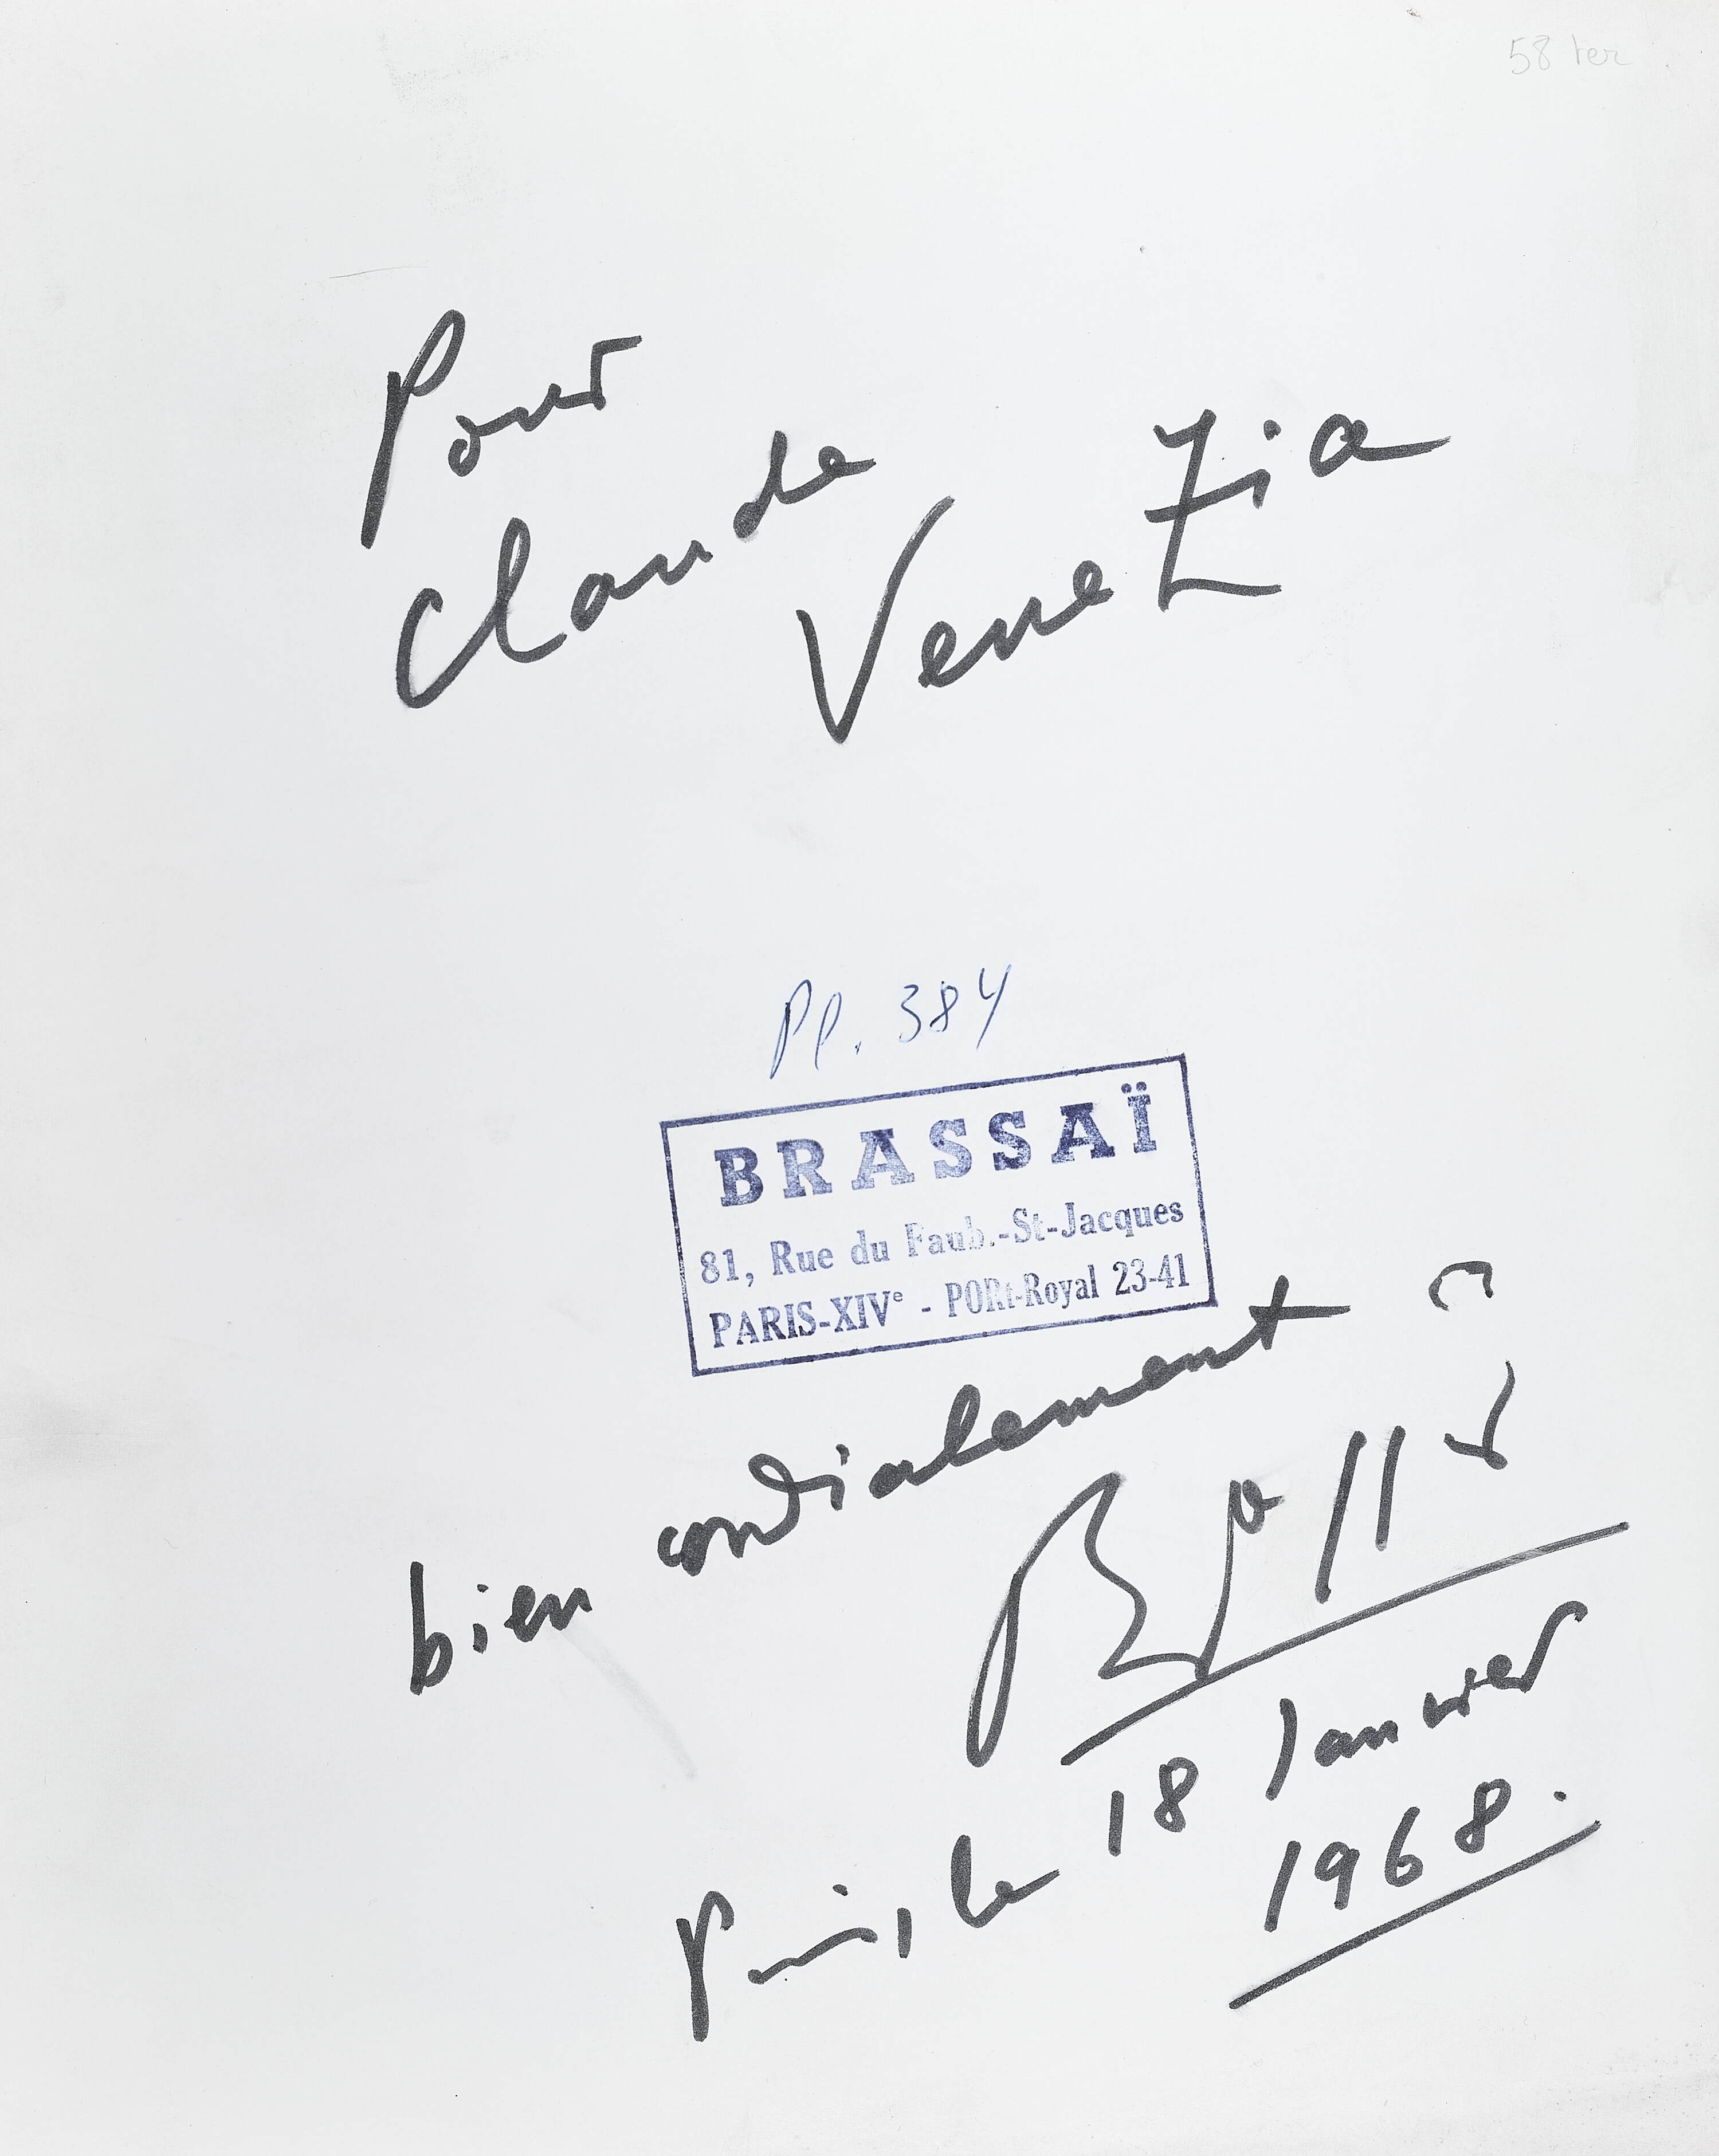 58 ter
Pour
Claude
Venezia
Pl. 384
BRASSAÏ
81, Rue du Faub.-St-Jacques
PARIS-XIVe - PORt-Royal 23-41
bien cordialement
Brassaï
Paris, le 18 Janvier
1968.